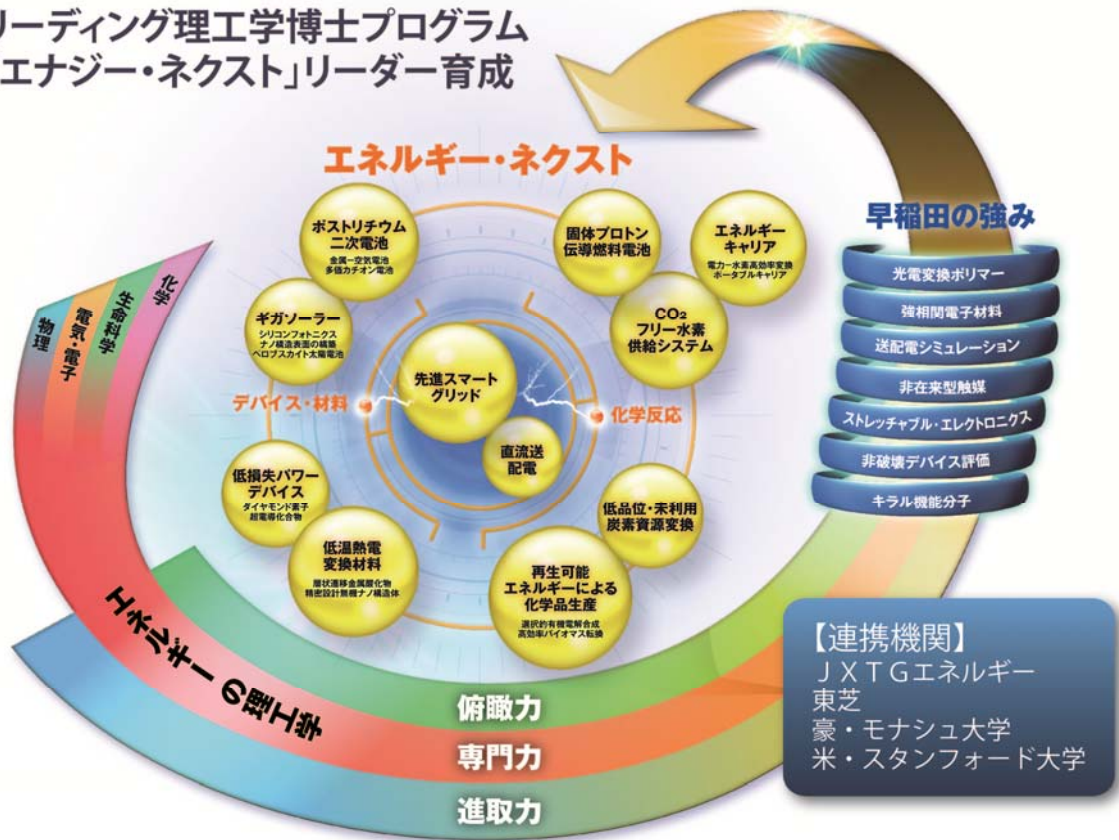 リーディング理工学博士プログラム
エナジー・ネクスト」リーダー育成
エネルギー・ネクスト
ポストリチウム
二次電池
金属ー空気電池
多価カチオン電池
固体プロトン
伝導燃料電池
エネルギー
キャリア
電力ー水素高効率変換
ポータブルキャリア
ギガソーラー
シリコンフォトニクス
ナノ構造表面の構築
ペロブスカイト太陽電池
CO₂
フリー水素
供給システム
先進スマート
グリッド
デバイス・材料
化学反応
直流送
配電
低損失パワー
デバイス
ダイヤモンド素子
超電導化合物
低品位・未利用
炭素資源変換
低温熱電
変換材料
層状遷移金属酸化物
精密設計無機ナノ構造体
再生可能
エネルギーによる
化学品生産
選択的有機電解合成
高効率バイオマス転換
物理
電気・電子
生命科学
化学
エネルギーの理工学
俯瞰力
専門力
進取力
早稲田の強み
光電変換ポリマー
強相関電子材料
送配電シミュレーション
非在来型触媒
ストレッチャブル・エレクトロニクス
非破壊デバイス評価
キラル機能分子
【連携機関】
ＪＸＴＧエネルギー
東芝
豪・モナシュ大学
米・スタンフォード大学